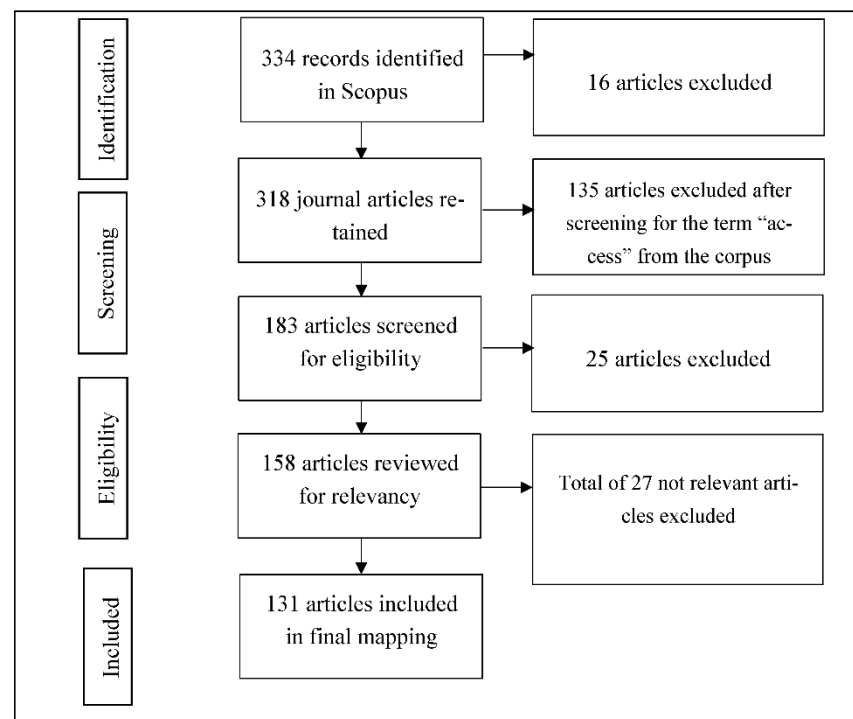 Identification
334 records identified
in Scopus
16 articles excluded
Screening
318 journal articles re-
tained
135 articles excluded after
screening for the term “ac-
cess” from the corpus
183 articles screened
for eligibility
25 articles excluded
Eligibility
158 articles reviewed
for relevancy
Total of 27 not relevant arti-
cles excluded
Included
131 articles included
in final mapping